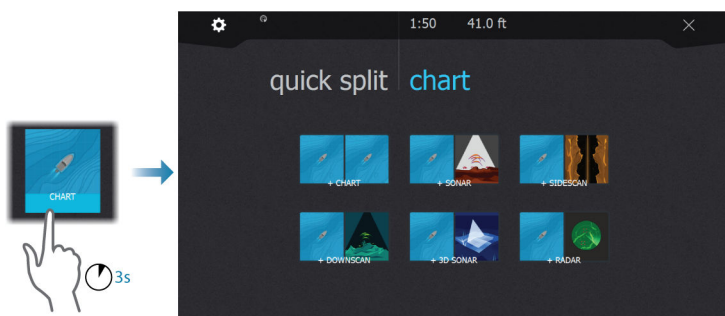 1:50 41.0 ft
quick split chart
CHART
3s
+ CHART + SONAR + SIDESCAN
+ DOWNSCAN + 3D SONAR + RADAR